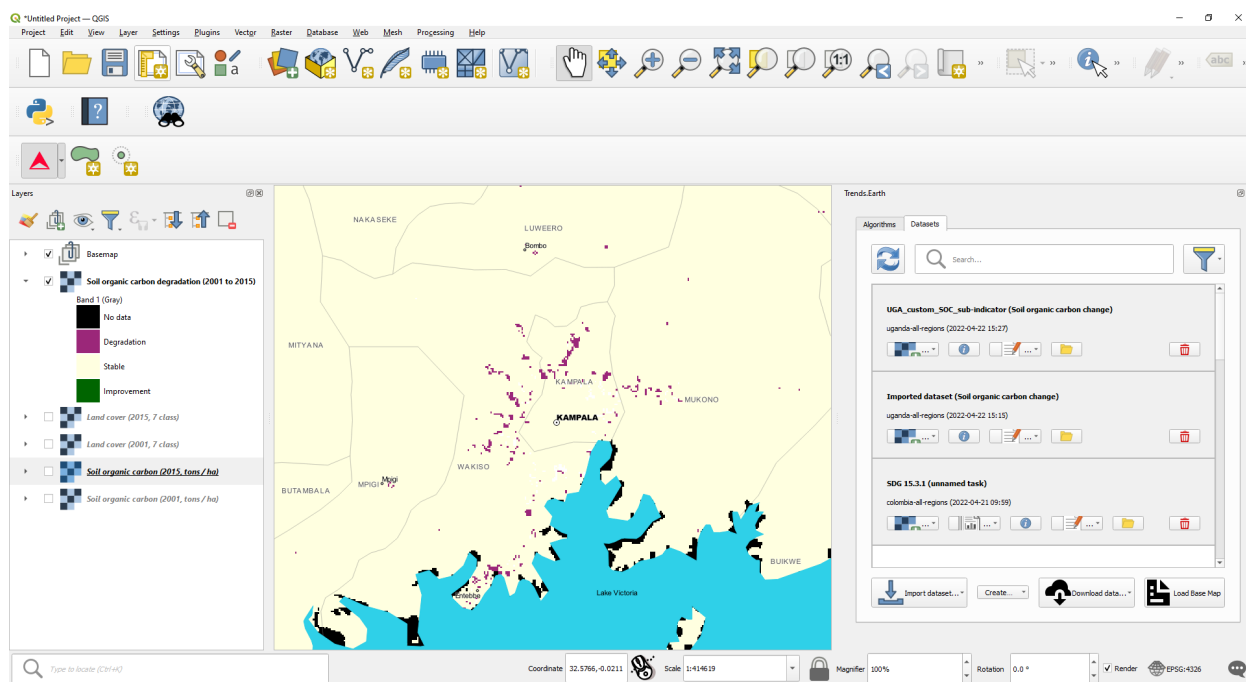 *Untitled Project — QGIS
Project Edit View Layer Settings Plugins Vector Raster Database Web Mesh Processing Help
1:1
abc
a
?
Layers
Basemap
Soil organic carbon degradation (2001 to 2015)
Band 1 (Gray)
No data
Degradation
Stable
Improvement
Land cover (2015, 7 class)
Land cover (2001, 7 class)
Soil organic carbon (2015, tons / ha)
Soil organic carbon (2001, tons / ha)
NAKASEKE
LUWEERO
Bombo
MITYANA
KAMPALA
MUKONO
KAMPALA
WAKISO
Mpigi
MPIGI
BUTAMBALA
BUIKWE
Entebbe
Lake Victoria
Trends.Earth
Algorithms Datasets
Search...
UGA_custom_SOC_sub-indicator (Soil organic carbon change)
uganda-all-regions (2022-04-22 15:27)
Imported dataset (Soil organic carbon change)
uganda-all-regions (2022-04-22 15:15)
SDG 15.3.1 (unnamed task)
colombia-all-regions (2022-04-21 09:59)
Import dataset... Create... Download data... Load Base Map
Type to locate (Ctrl+K)
Coordinate 32.5766,-0.0211 Scale 1:414619 Magnifier 100% Rotation 0.0 ° Render EPSG:4326